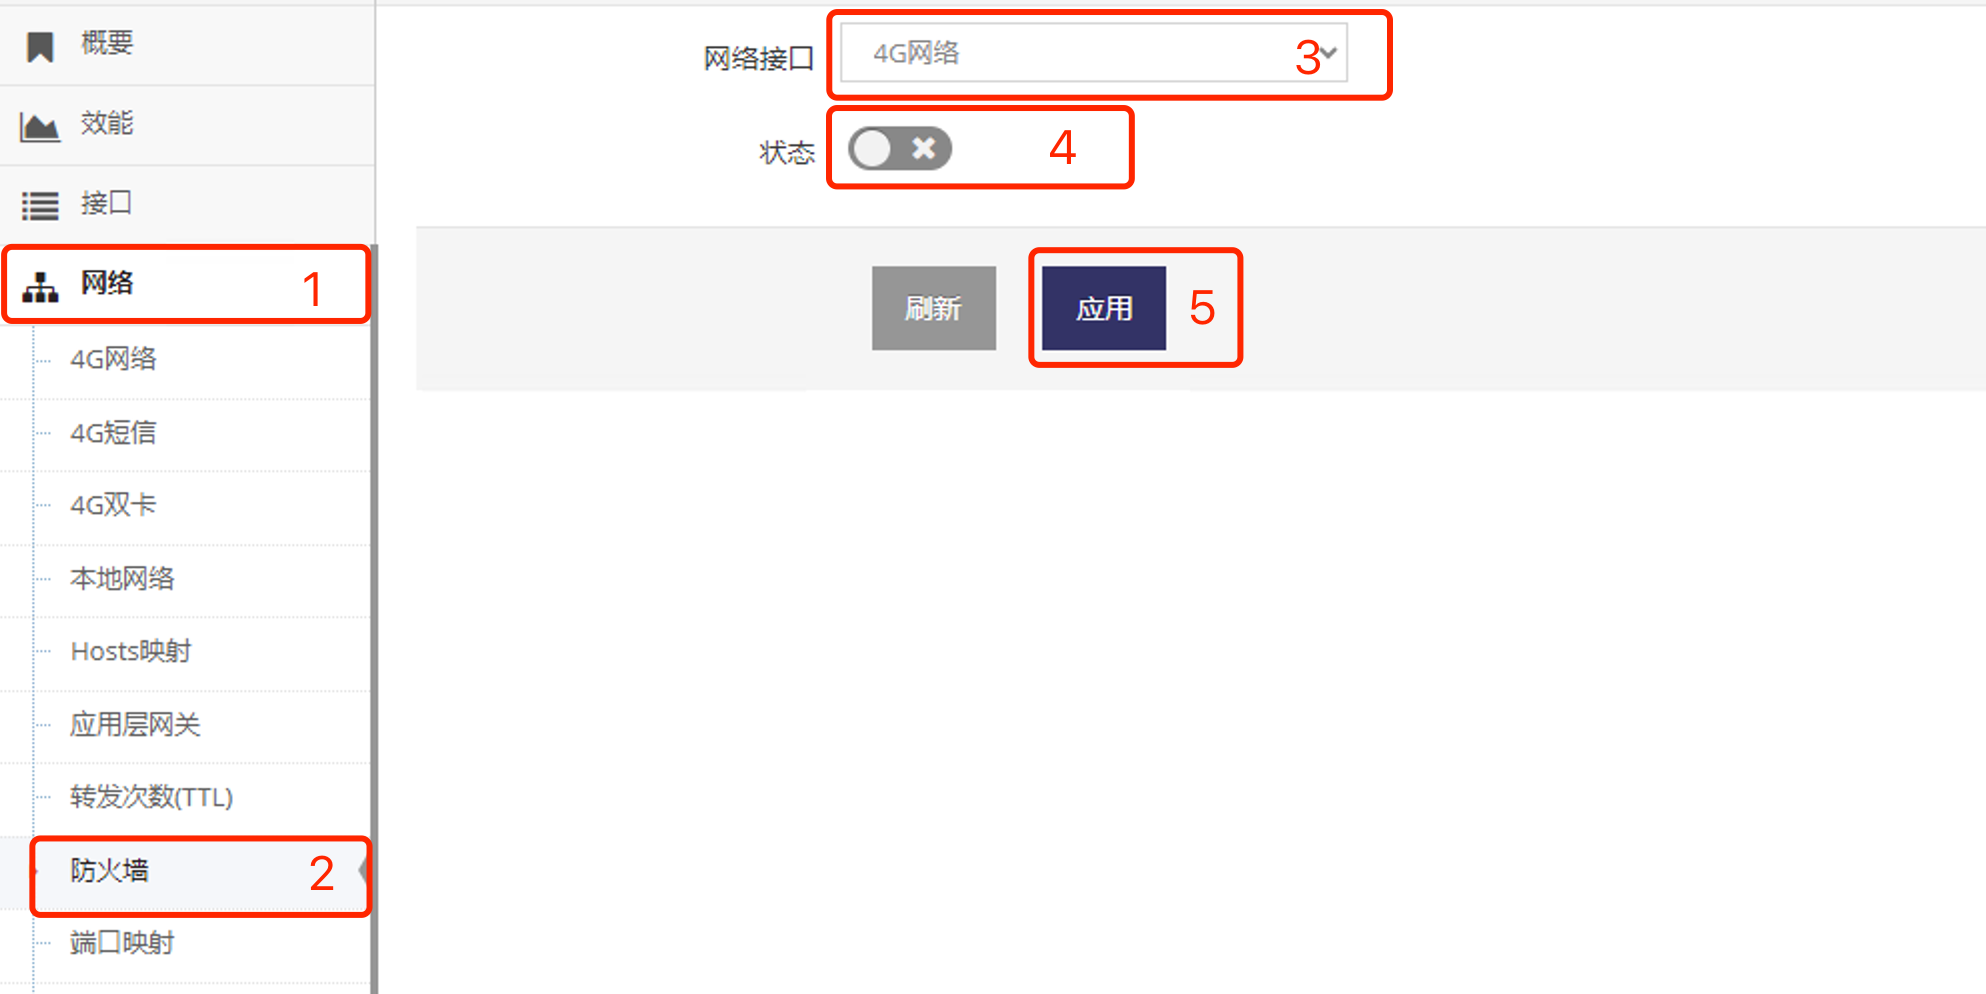 概要
效能
接口
网络 1
4G网络
4G短信
4G双卡
本地网络
Hosts映射
应用层网关
转发次数(TTL)
防火墙 2
端口映射
网络接口 4G网络 3
状态 4
刷新 应用 5